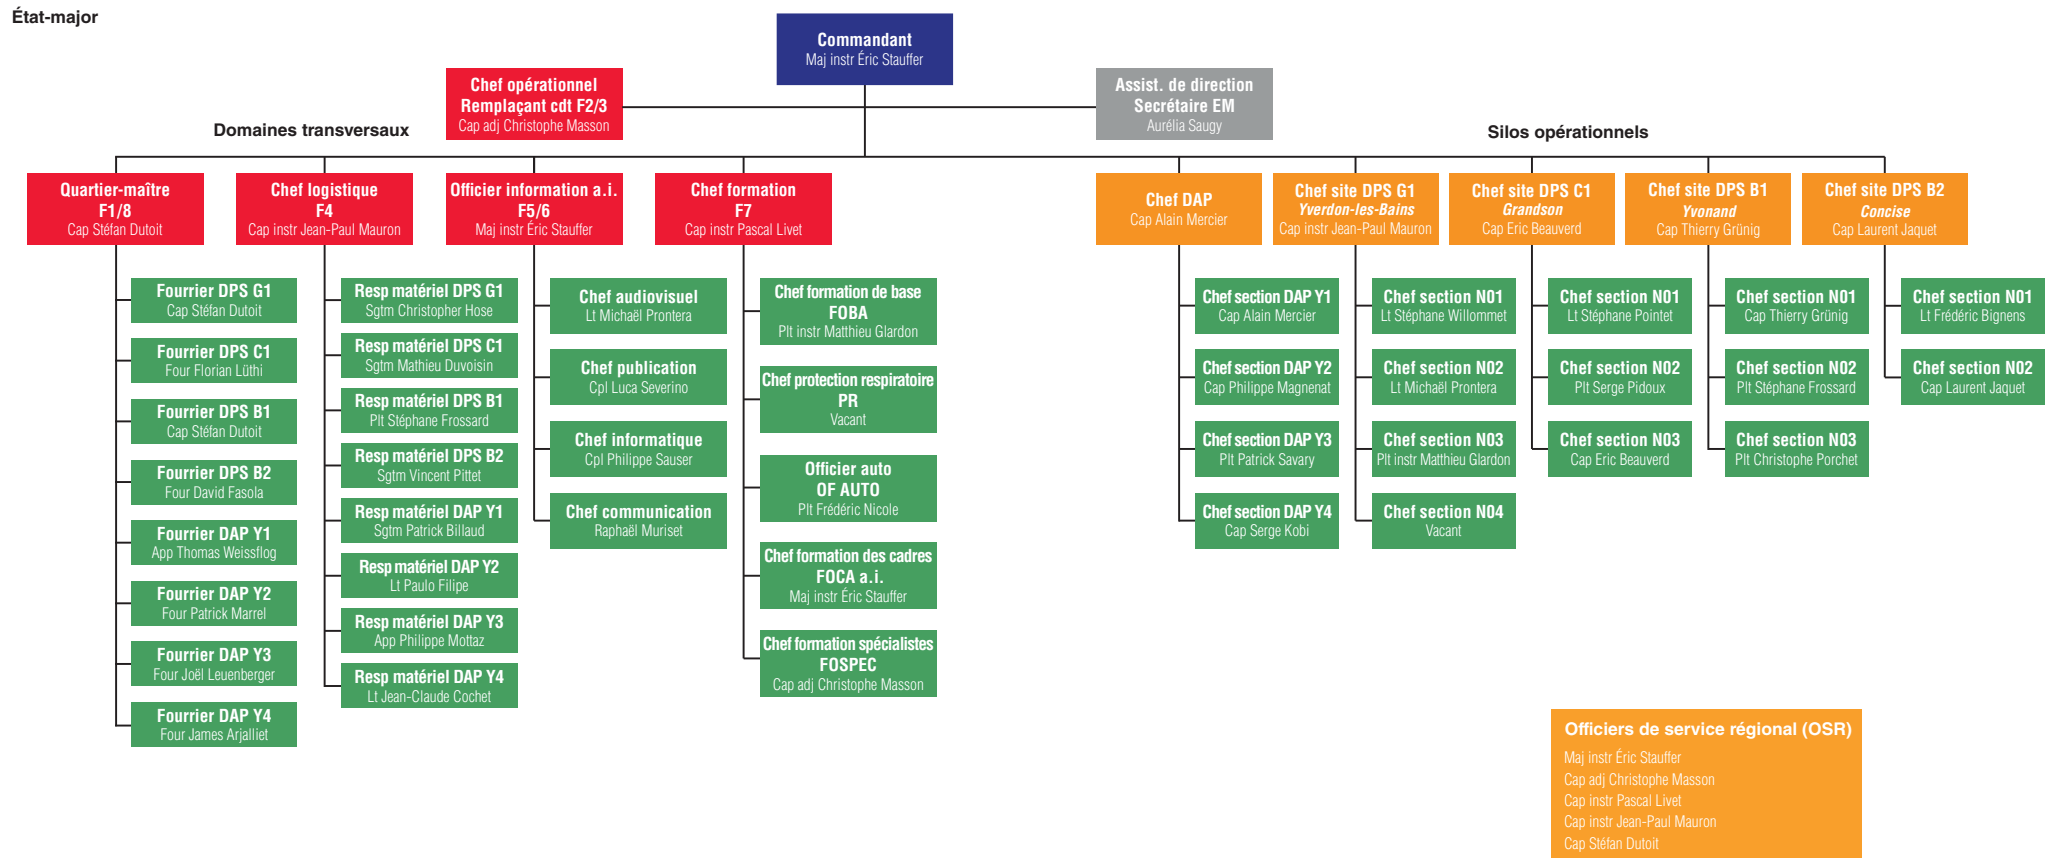 État-major
Commandant
Maj instr Éric Stauffer
Chef opérationnel
Remplaçant cdt F2/3
Cap adj Christophe Masson
Assist. de direction
Secrétaire EM
Aurélia Saugy
Domaines transversaux
Silos opérationnels
Quartier-maître
F1/8
Cap Stéfan Dutoit
Chef logistique
F4
Cap instr Jean-Paul Mauron
Officier information a.i.
F5/6
Maj instr Éric Stauffer
Chef formation
F7
Cap instr Pascal Livet
Chef DAP
Cap Alain Mercier
Chef site DPS G1
Yverdon-les-Bains
Cap instr Jean-Paul Mauron
Chef site DPS C1
Grandson
Cap Eric Beauverd
Chef site DPS B1
Yvonand
Cap Thierry Grünig
Chef site DPS B2
Concise
Cap Laurent Jaquet
Fourrier DPS G1
Cap Stéfan Dutoit
Fourrier DPS C1
Four Florian Lüthi
Fourrier DPS B1
Cap Stéfan Dutoit
Fourrier DPS B2
Four David Fasola
Fourrier DAP Y1
App Thomas Weissflog
Fourrier DAP Y2
Four Patrick Marrel
Fourrier DAP Y3
Four Joël Leuenberger
Fourrier DAP Y4
Four James Arjalliet
Resp matériel DPS G1
Sgtm Christopher Hose
Resp matériel DPS C1
Sgtm Mathieu Duvoisin
Resp matériel DPS B1
Plt Stéphane Frossard
Resp matériel DPS B2
Sgtm Vincent Pittet
Resp matériel DAP Y1
Sgtm Patrick Billaud
Resp matériel DAP Y2
Lt Paulo Filipe
Resp matériel DAP Y3
App Philippe Mottaz
Resp matériel DAP Y4
Lt Jean-Claude Cochet
Chef audiovisuel
Lt Michaël Prontera
Chef publication
Cpl Luca Severino
Chef informatique
Cpl Philippe Sauser
Chef communication
Raphaël Muriset
Chef formation de base
FOBA
Plt instr Matthieu Glardon
Chef protection respiratoire
PR
Vacant
Officier auto
OF AUTO
Plt Frédéric Nicole
Chef formation des cadres
FOCA a.i.
Maj instr Éric Stauffer
Chef formation spécialistes
FOSPEC
Cap adj Christophe Masson
Chef section DAP Y1
Cap Alain Mercier
Chef section DAP Y2
Cap Philippe Magnenat
Chef section DAP Y3
Plt Patrick Savary
Chef section DAP Y4
Cap Serge Kobi
Chef section N01
Lt Stéphane Willommet
Chef section N02
Lt Michaël Prontera
Chef section N03
Plt instr Matthieu Glardon
Chef section N04
Vacant
Chef section N01
Lt Stéphane Pointet
Chef section N02
Plt Serge Pidoux
Chef section N03
Cap Eric Beauverd
Chef section N01
Cap Thierry Grünig
Chef section N02
Plt Stéphane Frossard
Chef section N03
Plt Christophe Porchet
Chef section N01
Lt Frédéric Bignens
Chef section N02
Cap Laurent Jaquet
Officiers de service régional (OSR)
Maj instr Éric Stauffer
Cap adj Christophe Masson
Cap instr Pascal Livet
Cap instr Jean-Paul Mauron
Cap Stéfan Dutoit